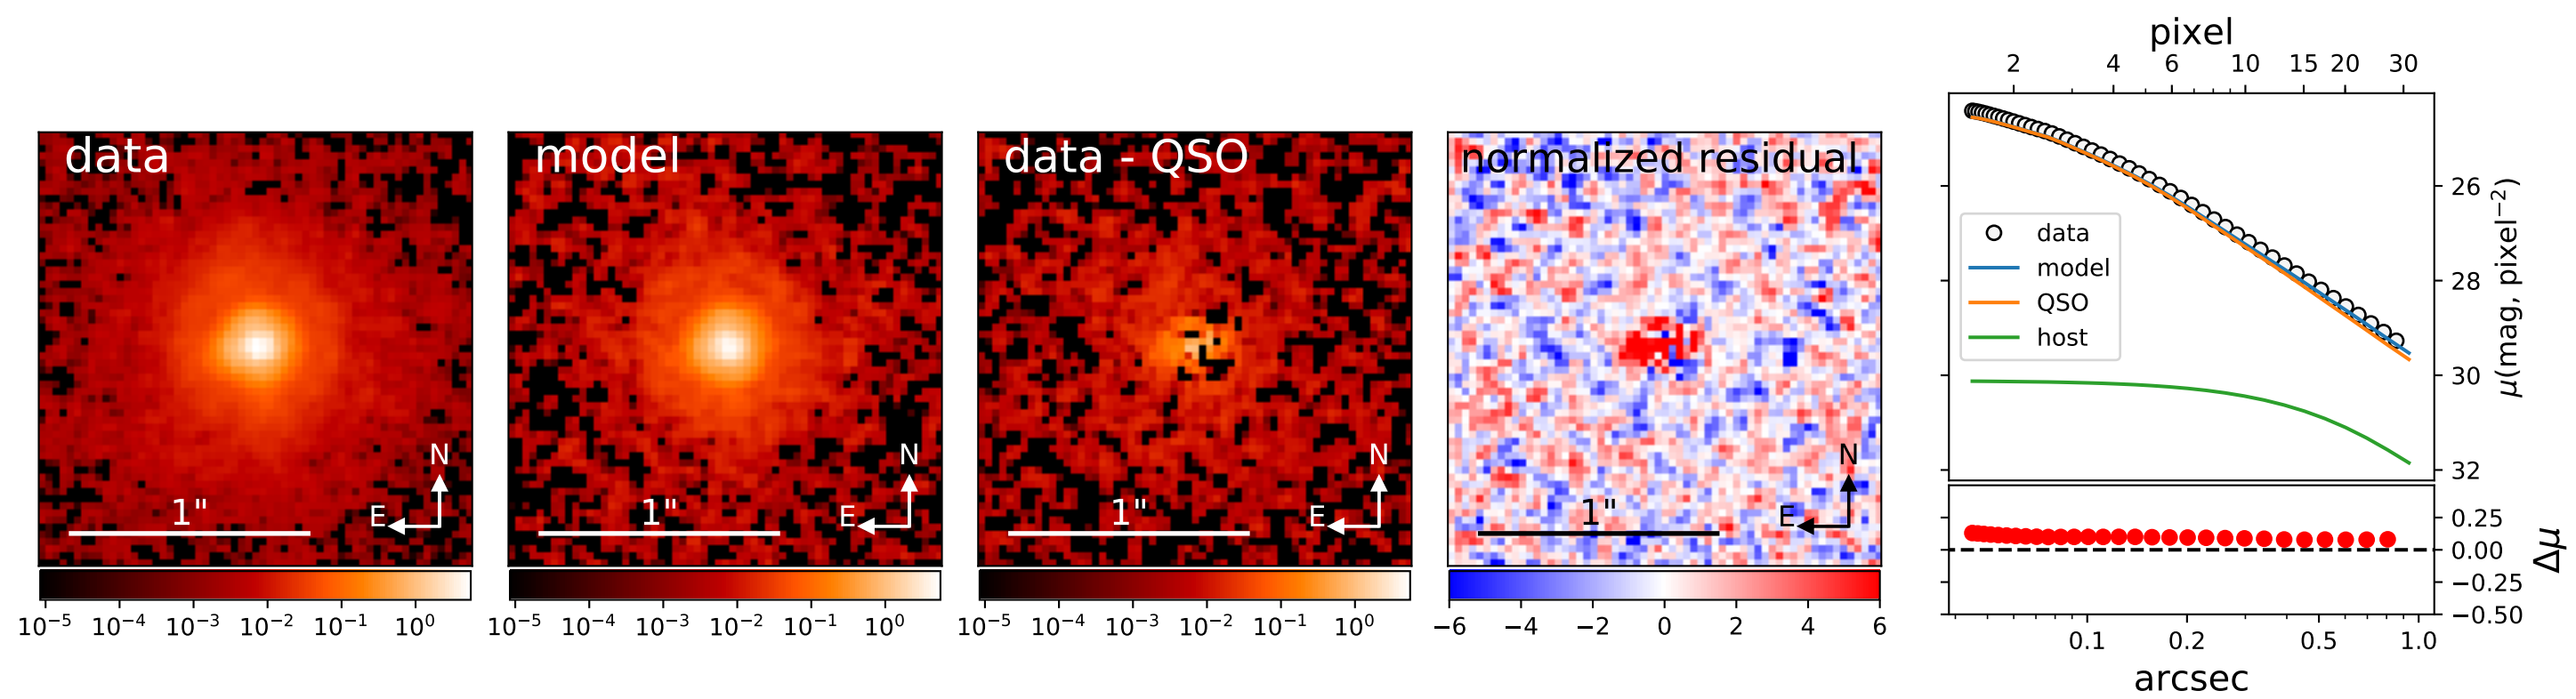 data
N
E
1"
10⁻⁵ 10⁻⁴ 10⁻³ 10⁻² 10⁻¹ 10⁰
model
N
E
1"
10⁻⁵ 10⁻⁴ 10⁻³ 10⁻² 10⁻¹ 10⁰
data - QSO
N
E
1"
10⁻⁵ 10⁻⁴ 10⁻³ 10⁻² 10⁻¹ 10⁰
normalized residual
N
E
1"
−6 −4 −2 0 2 4 6
pixel
2 4 6 10 15 20 30
data
model
QSO
host
26
28
30
32
μ(mag, pixel⁻²)
0.25
0.00
−0.25
−0.50
Δμ
0.1 0.2 0.5 1.0
arcsec